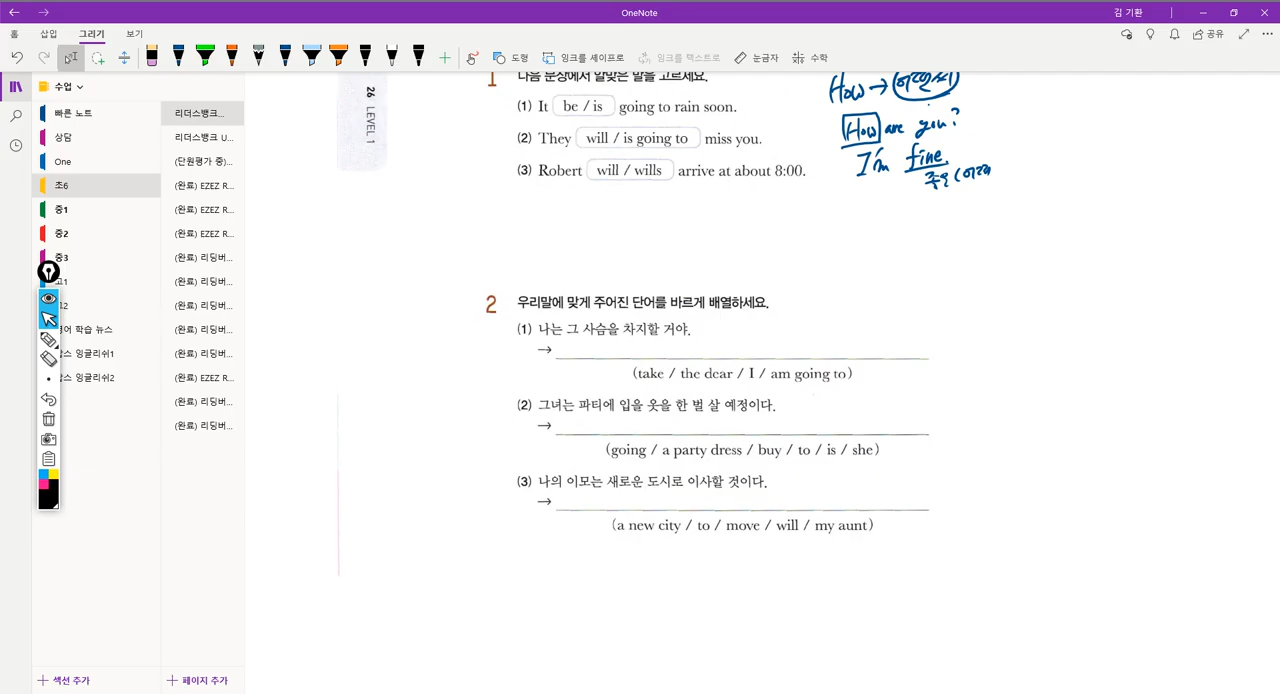 OneNote
김 기환
홈 삽입 그리기 보기
공유
도형 잉크를 셰이프로 잉크를 텍스트로 눈금자 수학
수업
빠른 노트
상담
One
초6
중1
중2
중3
고1
영어 학습 뉴스
잉글리쉬1
잉글리쉬2
섹션 추가
리더스뱅크...
리더스뱅크 U...
(단원평가 중)...
(완료) EZEZ R...
(완료) EZEZ R...
(완료) EZEZ R...
(완료) 리딩버...
(완료) 리딩버...
(완료) 리딩버...
(완료) 리딩버...
(완료) 리딩버...
(완료) EZEZ R...
(완료) 리딩버...
(완료) 리딩버...
페이지 추가
26 LEVEL 1
1 다음 문장에서 알맞은 말을 고르세요.
(1) It be / is going to rain soon.
(2) They will / is going to miss you.
(3) Robert will / wills arrive at about 8:00.
How →
How are you?
I'm fine.
2 우리말에 맞게 주어진 단어를 바르게 배열하세요.
(1) 나는 그 사슴을 차지할 거야.
→
(take / the dear / I / am going to)
(2) 그녀는 파티에 입을 옷을 한 벌 살 예정이다.
→
(going / a party dress / buy / to / is / she)
(3) 나의 이모는 새로운 도시로 이사할 것이다.
→
(a new city / to / move / will / my aunt)